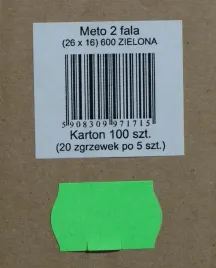 Meto 2 fala
(26 x 16) 600 ZIELONA
5 908309 971715
Karton 100 szt.
(20 zgrzewek po 5 szt.)